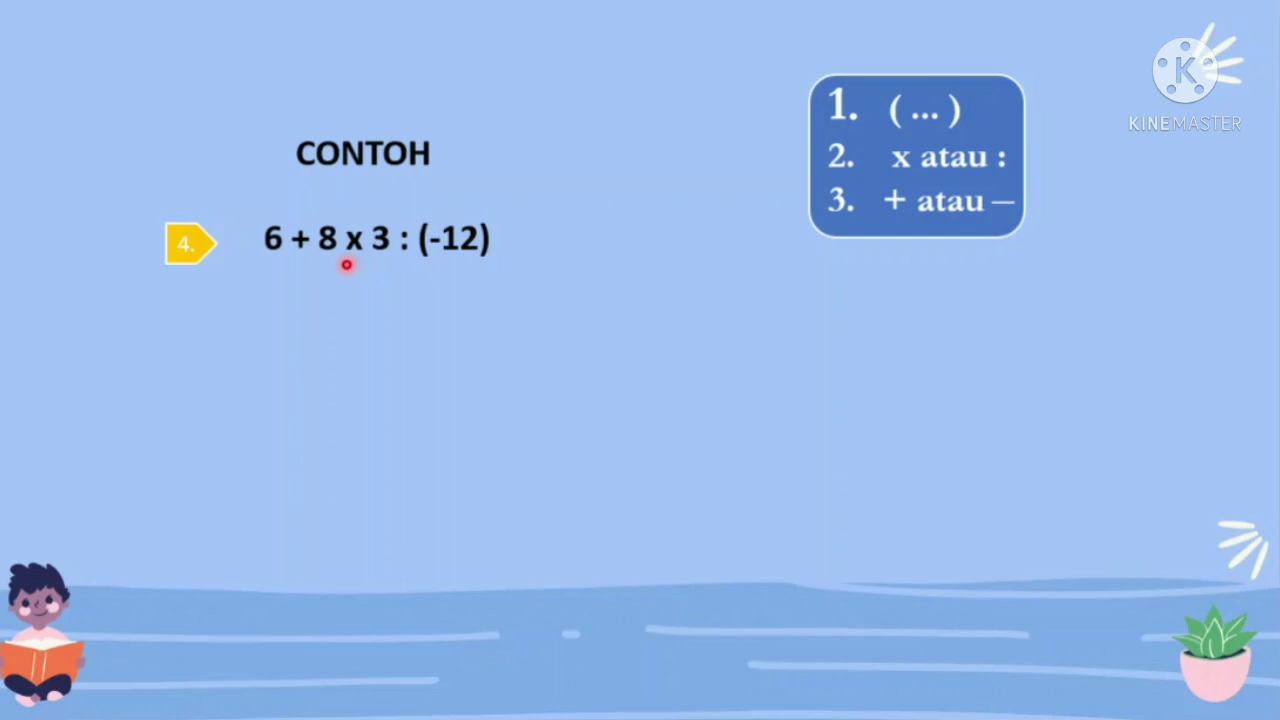 KINEMASTER
CONTOH
4. 6 + 8 x 3 : (-12)
1. ( ... )
2. x atau :
3. + atau —